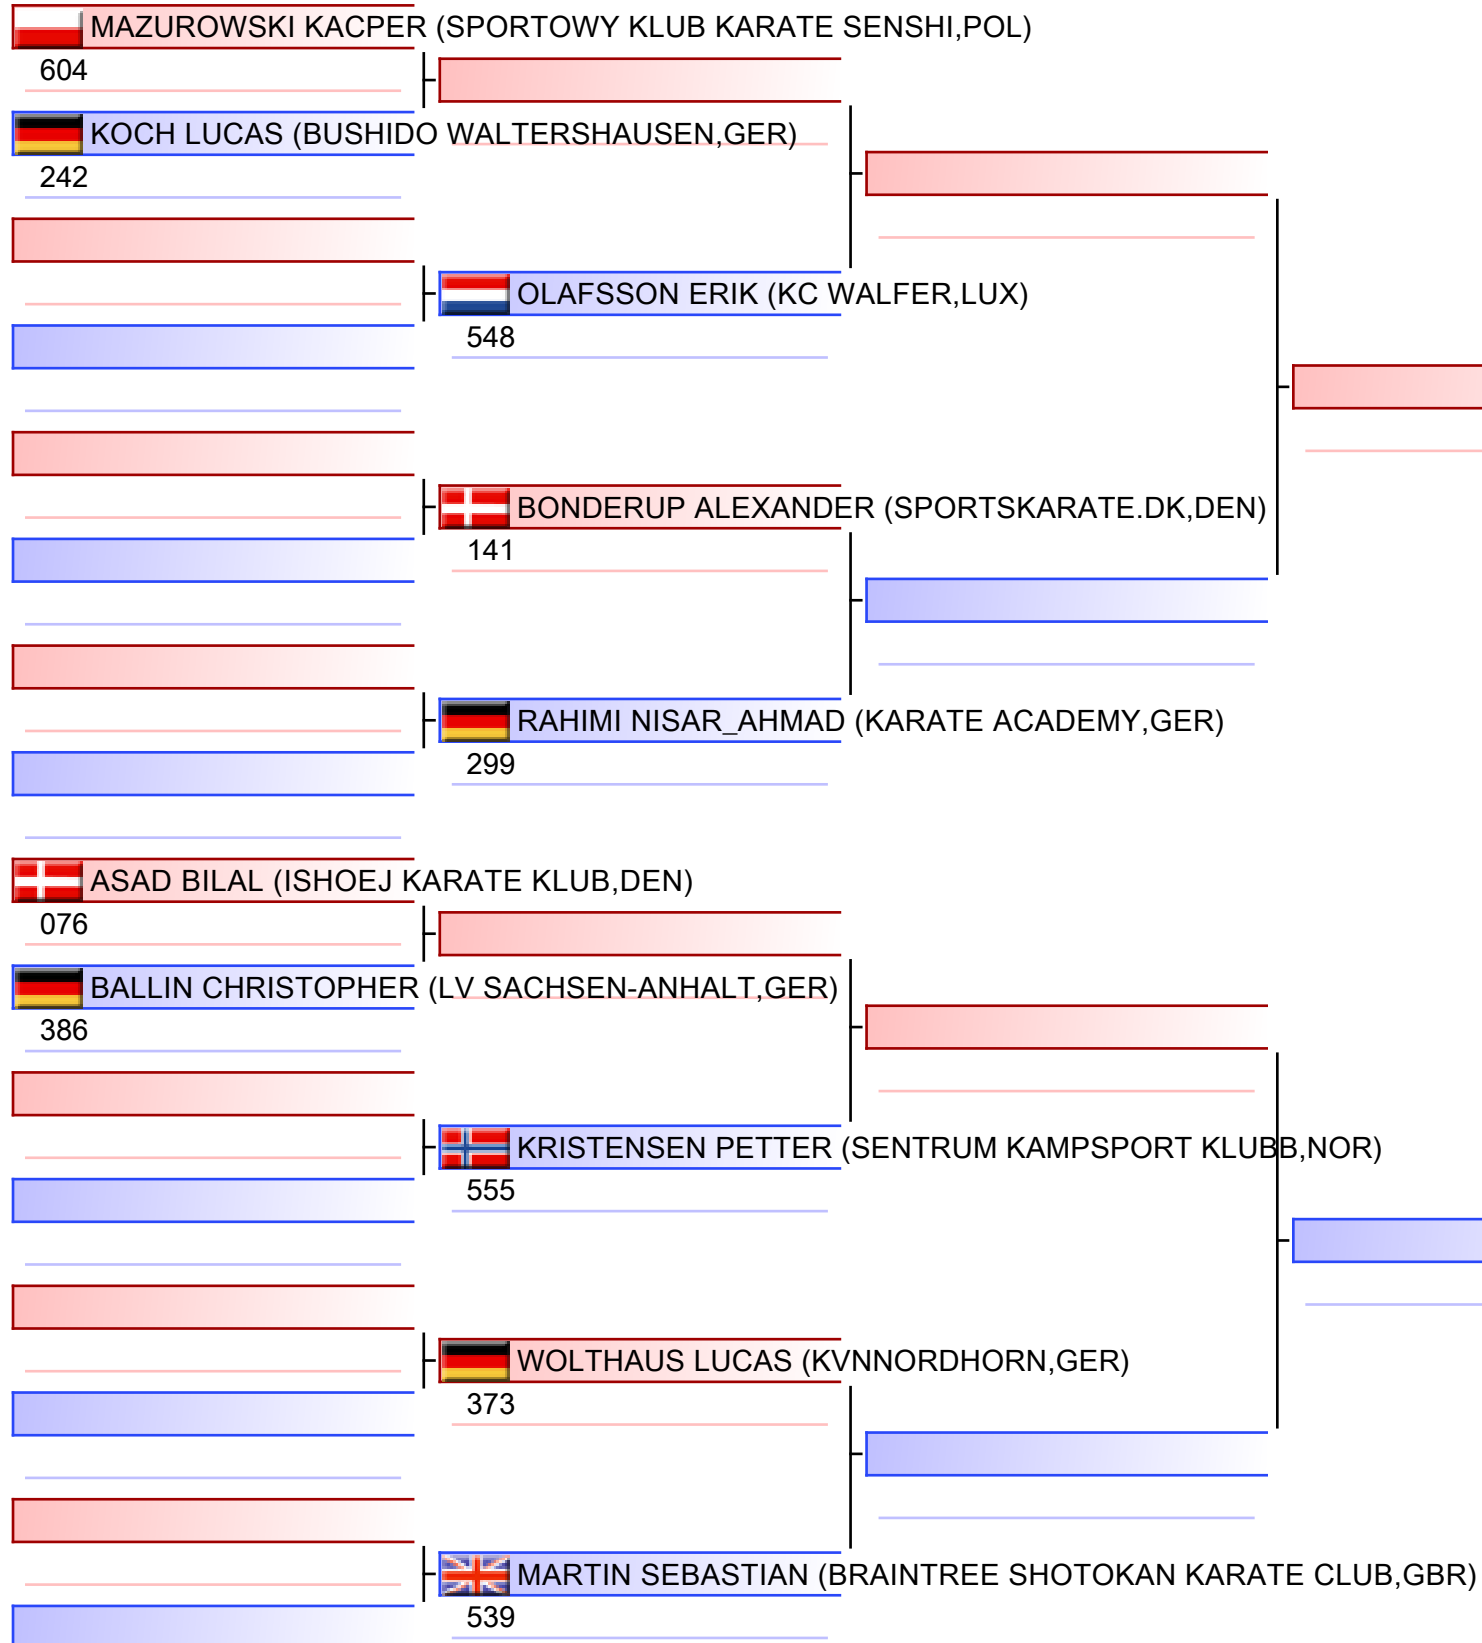 MAZUROWSKI KACPER (SPORTOWY KLUB KARATE SENSHI,POL)
604
KOCH LUCAS (BUSHIDO WALTERSHAUSEN,GER)
242
OLAFSSON ERIK (KC WALFER,LUX)
548
BONDERUP ALEXANDER (SPORTSKARATE.DK,DEN)
141
RAHIMI NISAR_AHMAD (KARATE ACADEMY,GER)
299
ASAD BILAL (ISHOEJ KARATE KLUB,DEN)
076
BALLIN CHRISTOPHER (LV SACHSEN-ANHALT,GER)
386
KRISTENSEN PETTER (SENTRUM KAMPSPORT KLUBB,NOR)
555
WOLTHAUS LUCAS (KVNNORDHORN,GER)
373
MARTIN SEBASTIAN (BRAINTREE SHOTOKAN KARATE CLUB,GBR)
539